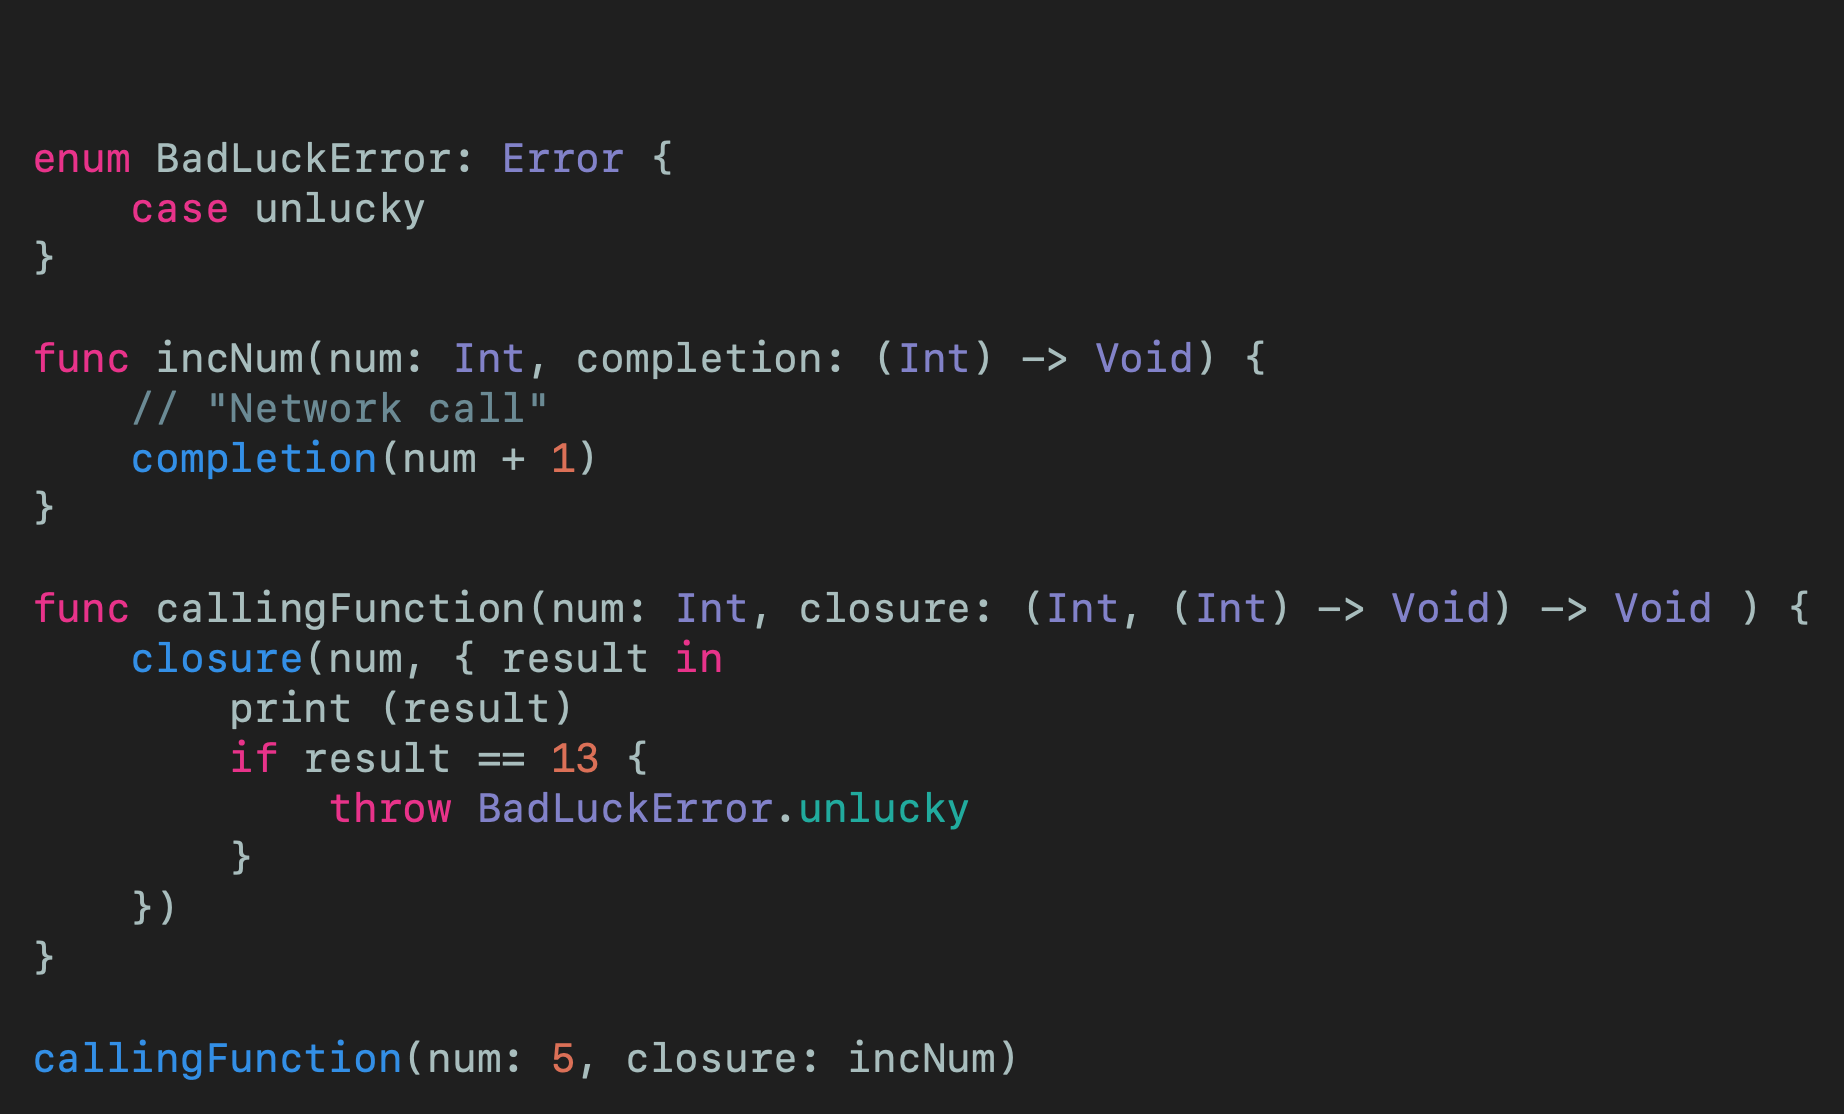 enum BadLuckError: Error {
    case unlucky
}

func incNum(num: Int, completion: (Int) -> Void) {
    // "Network call"
    completion(num + 1)
}

func callingFunction(num: Int, closure: (Int, (Int) -> Void) -> Void ) {
    closure(num, { result in
        print (result)
        if result == 13 {
            throw BadLuckError.unlucky
        }
    })
}

callingFunction(num: 5, closure: incNum)